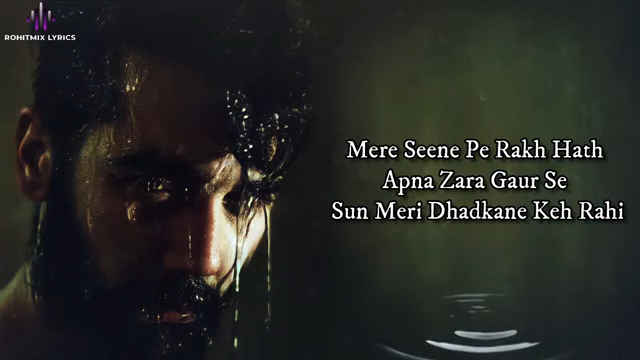 ROHITMIX LYRICS
Mere Seene Pe Rakh Hath
Apna Zara Gaur Se
Sun Meri Dhadkane Keh Rahi